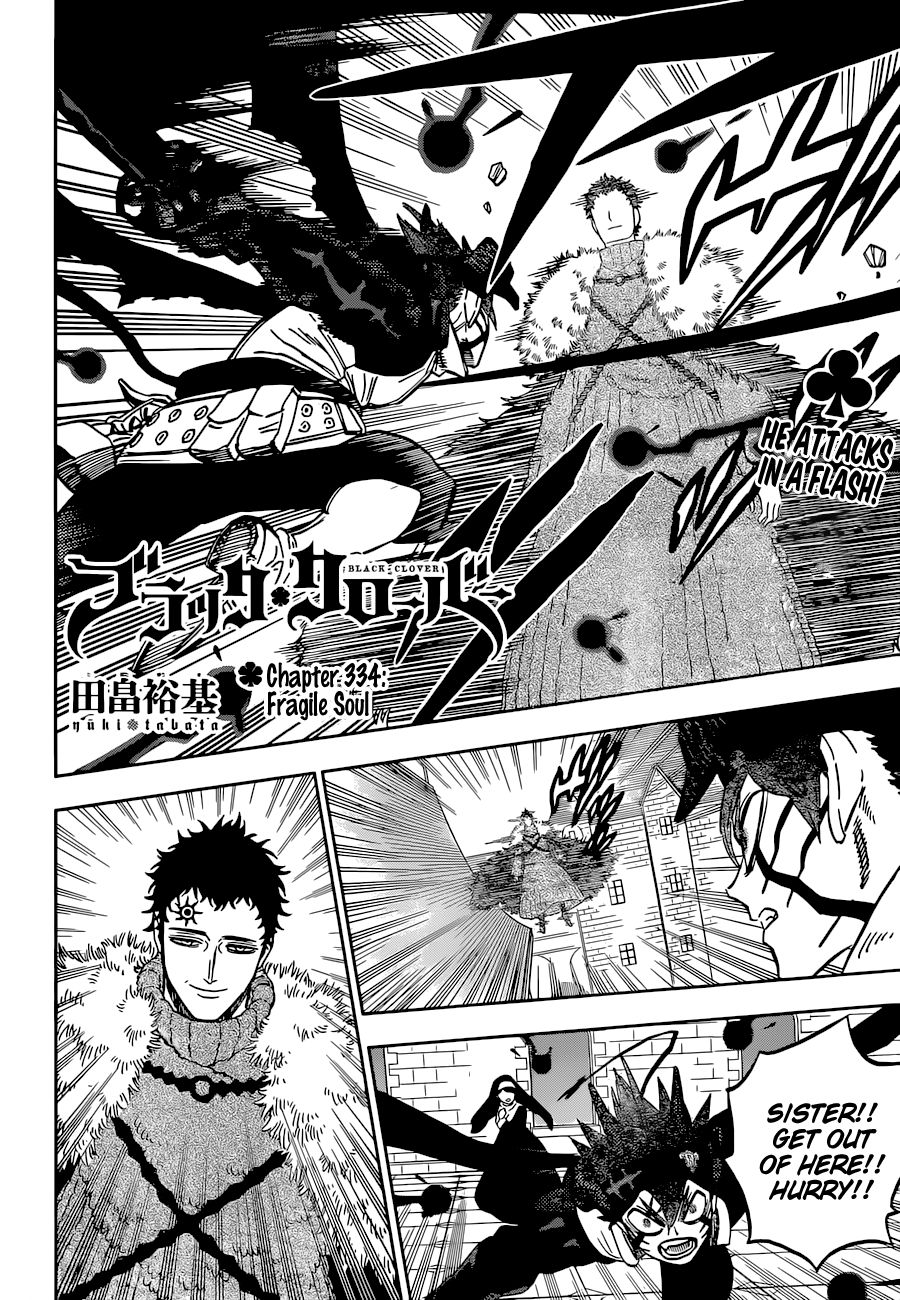 HE ATTACKS
IN A FLASH!
BLACK CLOVER
ブラッククローバー
Chapter 334:
Fragile Soul
田畠裕基
yūki tabata
SISTER!!
GET OUT
OF HERE!!
HURRY!!